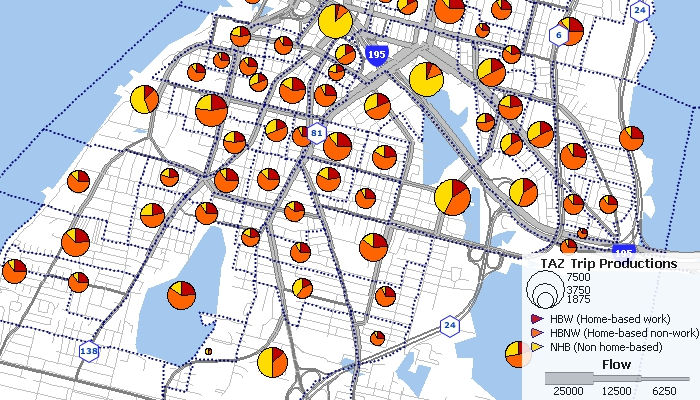 24
6
195
81
195
24
138
TAZ Trip Productions
7500
3750
1875
HBW (Home-based work)
HBNW (Home-based non-work)
NHB (Non home-based)
Flow
25000 12500 6250